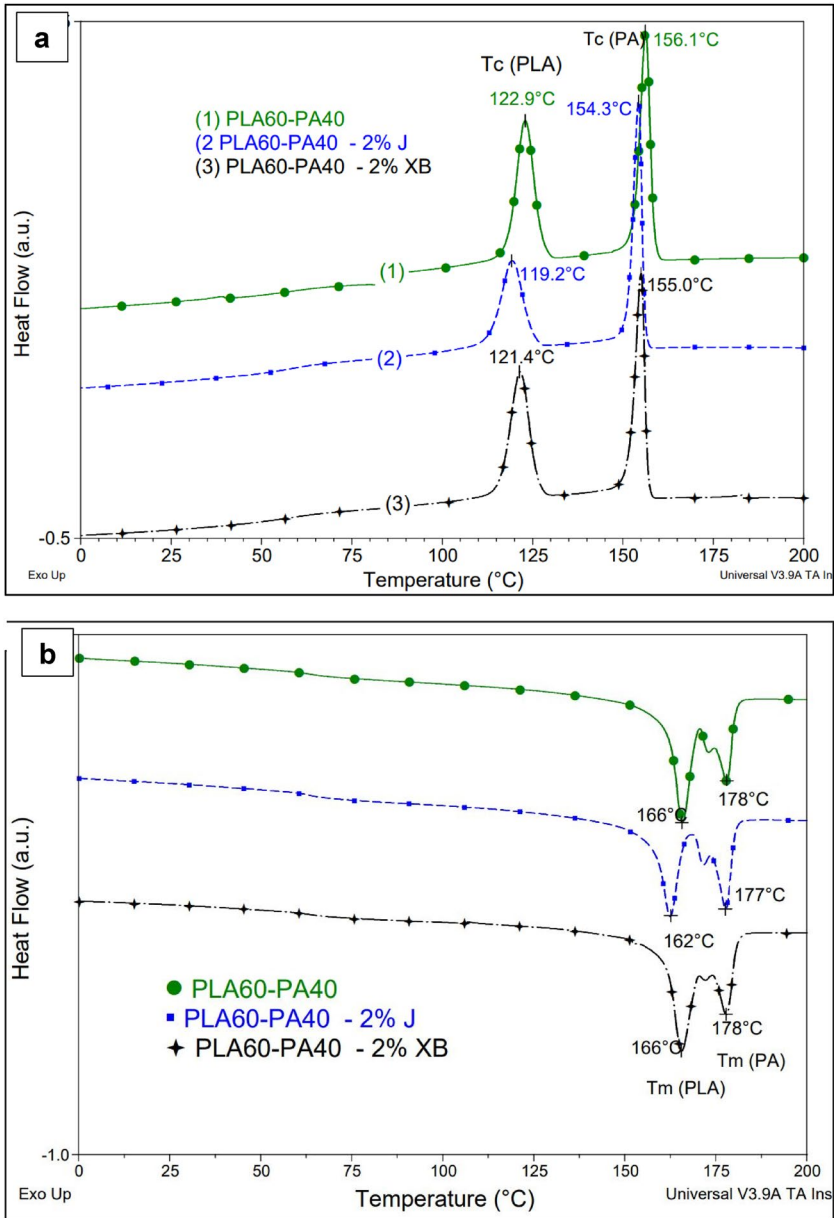 a
Tc (PLA)
Tc (PA)
156.1°C
122.9°C
154.3°C
(1) PLA60-PA40
(2 PLA60-PA40 - 2% J
(3) PLA60-PA40 - 2% XB
(1)
119.2°C
155.0°C
(2)
121.4°C
(3)
Heat Flow (a.u.)
-0.5
0
25
50
75
100
125
150
175
200
Exo Up
Temperature (°C)
Universal V3.9A TA Ins
b
166°C
178°C
177°C
162°C
PLA60-PA40
PLA60-PA40 - 2% J
PLA60-PA40 - 2% XB
166°C
178°C
Tm (PA)
Tm (PLA)
Heat Flow (a.u.)
-1.0
0
25
50
75
100
125
150
175
200
Exo Up
Temperature (°C)
Universal V3.9A TA Ins